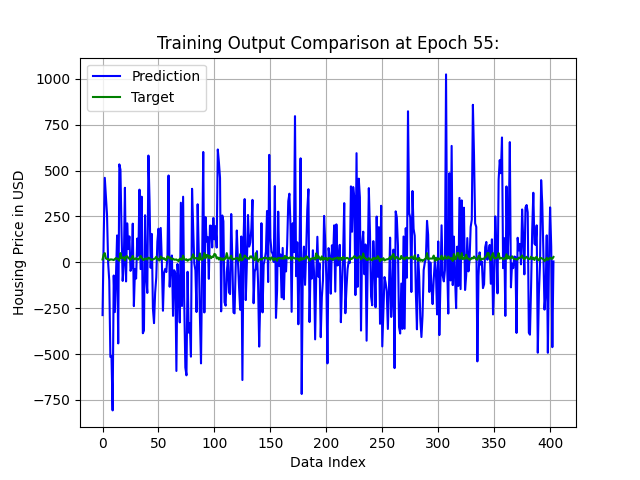 Training Output Comparison at Epoch 55:
Prediction
Target
Housing Price in USD
1000
750
500
250
0
−250
−500
−750
0 50 100 150 200 250 300 350 400
Data Index